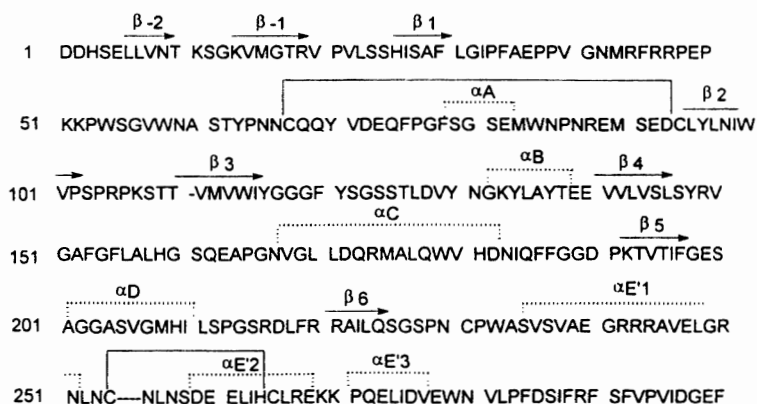 β-2 β-1 β1
1 DDHSELLVNT KSGKVMGTRV PVLSSHISAF LGIPFAEPPV GNMRFRRPEP
αA β2
51 KKPWSGVWNA STYPNNCQQY VDEQFPGFSG SEMWNPNREM SEDCLYLNIW
β3 αB β4
101 VPSPRPKSTT -VMVWIYGGGF YSGSSTLDVY NGKYLAYTEE VVLVSLSYRV
αC β5
151 GAFGFLALHG SQEAPGNVGL LDQRMALQWV HDNIQFFGGD PKTVTIFGES
αD β6 αE'1
201 AGGASVGMHI LSPGSRDLFR RAILQSGSPN CPWASVSVAEG RRRAVELGR
αE'2 αE'3
251 NLNC----NLNSDE ELIHCLREKK PQELIDVEWN VLPFDSIFRF SFVPVIDGEF